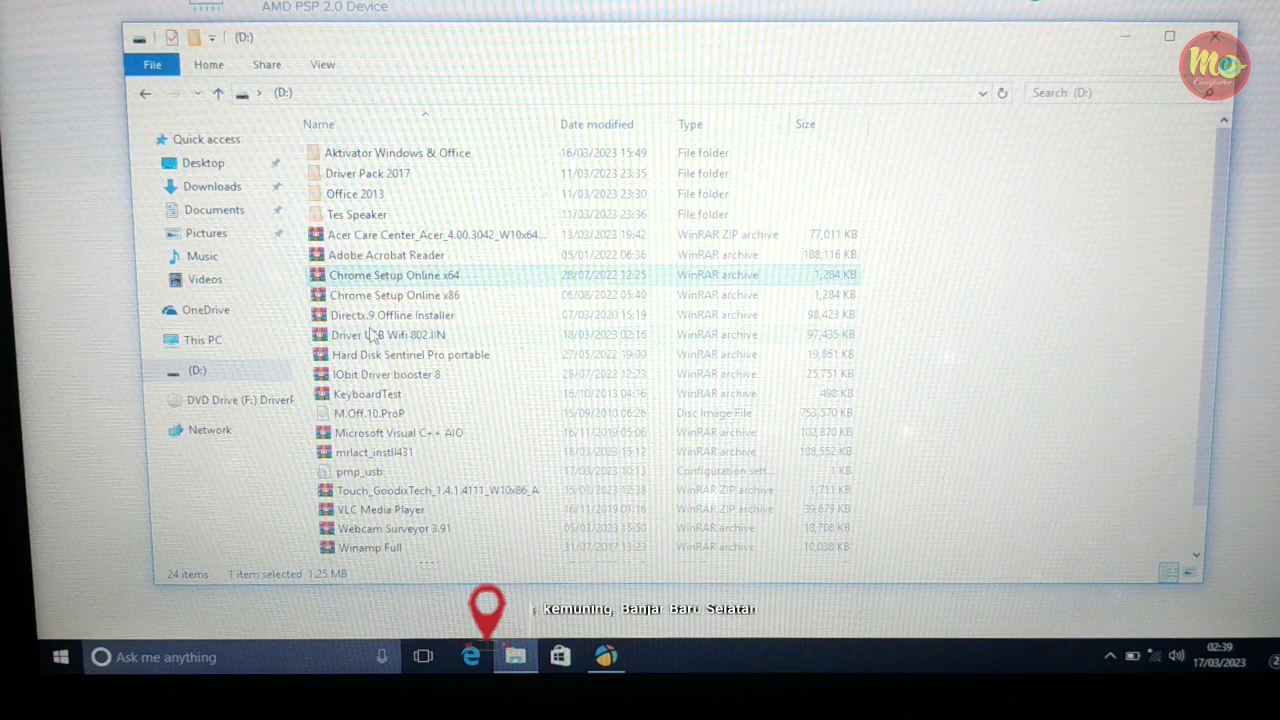 AMD PSP 2.0 Device
(D:)
File Home Share View
(D:) Search (D:)
Mo
Computer
Name Date modified Type Size
Quick access
Desktop
Downloads
Documents
Pictures
Music
Videos
OneDrive
This PC
(D:)
DVD Drive (F:) DriverF
Network
Aktivator Windows & Office 16/03/2023 15:49 File folder
Driver Pack 2017 11/03/2023 23:35 File folder
Office 2013 11/03/2023 23:30 File folder
Tes Speaker 11/03/2023 23:36 File folder
Acer Care Center_Acer_4.00.3042_W10x64... 13/03/2023 19:42 WinRAR ZIP archive 77,011 KB
Adobe Acrobat Reader 05/01/2022 06:36 WinRAR archive 188,116 KB
Chrome Setup Online x64 28/07/2022 12:25 WinRAR archive 1,284 KB
Chrome Setup Online x86 06/08/2022 05:40 WinRAR archive 1,284 KB
Directx.9 Offline Installer 07/03/2020 15:19 WinRAR archive 98,423 KB
Driver USB Wifi 802.IIN 18/03/2023 02:16 WinRAR archive 97,435 KB
Hard Disk Sentinel Pro portable 27/05/2022 19:00 WinRAR archive 19,861 KB
IObit Driver booster 8 28/07/2022 12:23 WinRAR archive 25,751 KB
KeyboardTest 16/10/2013 04:16 WinRAR archive 498 KB
M.Off.10.ProP 15/09/2010 06:26 Disc Image File 753,570 KB
Microsoft Visual C++ AIO 16/11/2019 05:06 WinRAR archive 102,870 KB
mrlact_instll431 18/03/2023 15:12 WinRAR archive 108,552 KB
pmp_usb 17/03/2023 10:13 Configuration sett... 1 KB
Touch_GoodixTech_1.4.1.4111_W10x86_A 15/03/2023 12:38 WinRAR ZIP archive 1,711 KB
VLC Media Player 16/11/2019 01:16 WinRAR ZIP archive 39,679 KB
Webcam Surveyor 3.91 05/03/2023 15:50 WinRAR archive 18,708 KB
Winamp Full 31/07/2017 13:23 WinRAR archive 10,038 KB
24 items 1 item selected 1.25 MB
kemuning, Banjar Baru Selatan
Ask me anything
02:39
17/03/2023